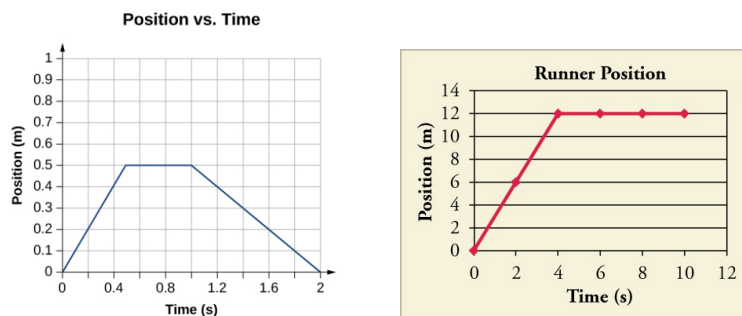 Position vs. Time
1
0.9
0.8
0.7
0.6
0.5
0.4
0.3
0.2
0.1
0
Position (m)
0 0.4 0.8 1.2 1.6 2
Time (s)
Runner Position
14
12
10
8
6
4
2
0
Position (m)
0 2 4 6 8 10 12
Time (s)